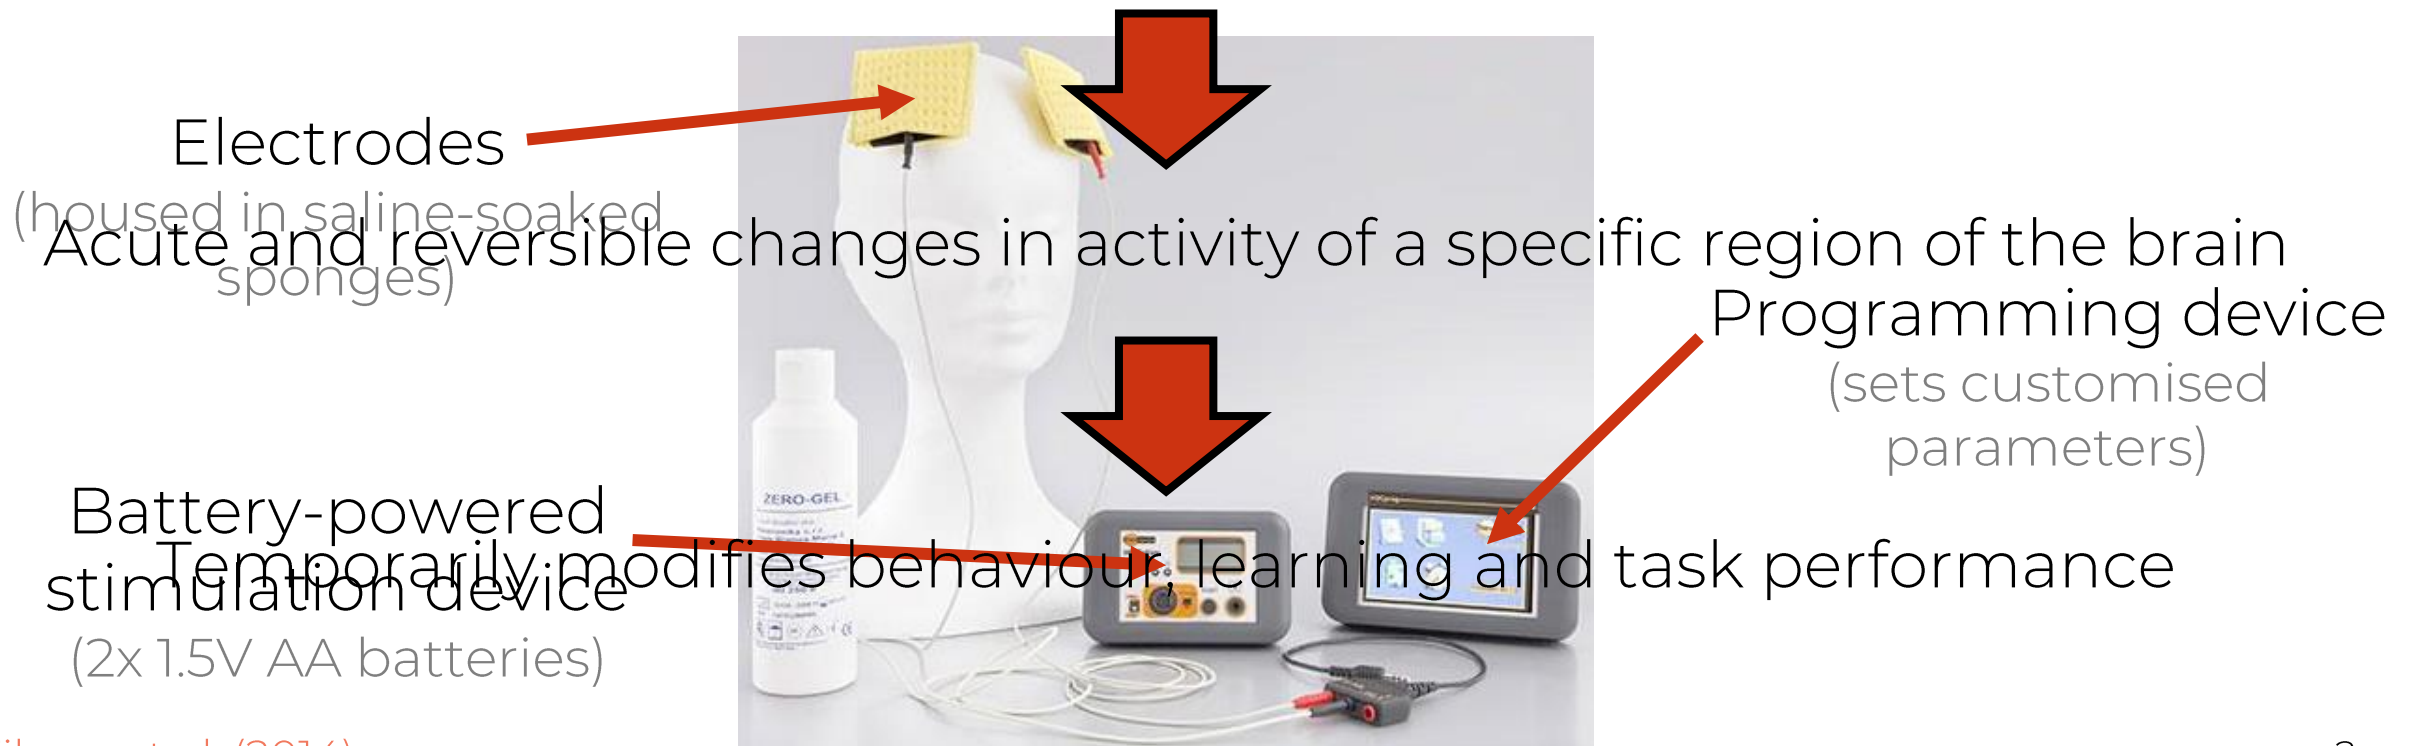 Electrodes
(housed in saline-soaked
sponges)
Acute and reversible changes in activity of a specific region of the brain
Programming device
(sets customised
parameters)
ZERO-GEL
Battery-powered
stimulation device
(2x 1.5V AA batteries)
Temporarily modifies behaviour, learning and task performance